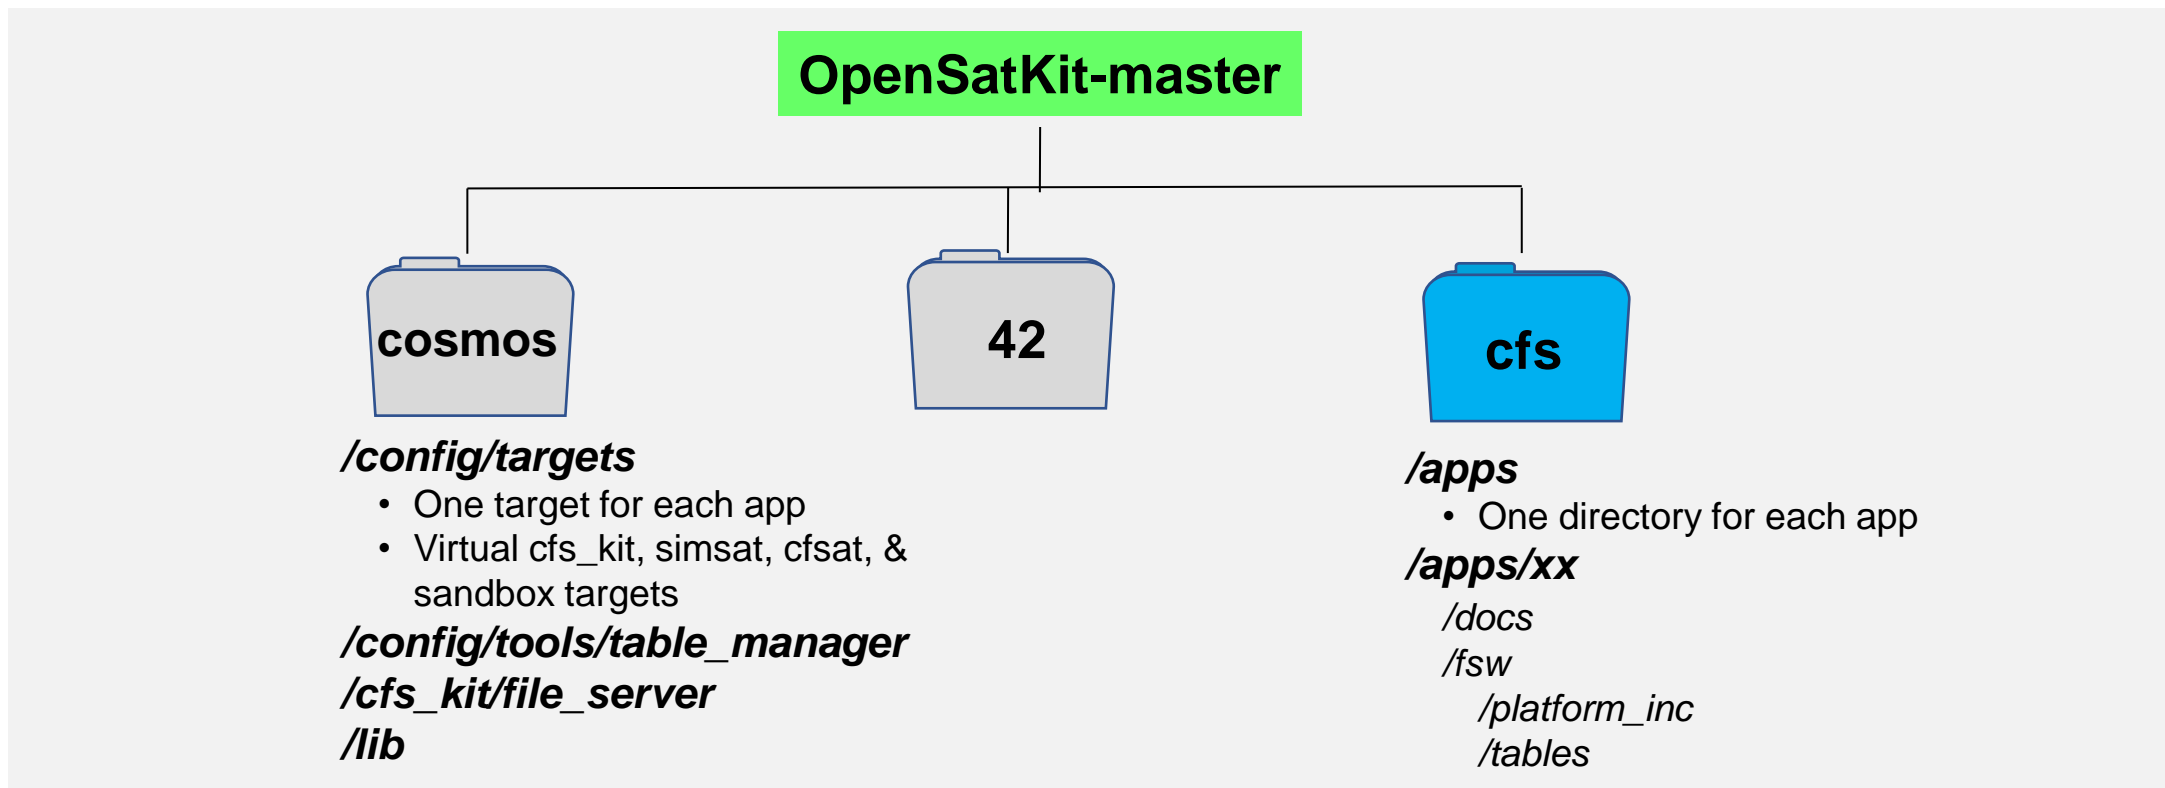 OpenSatKit-master
cosmos
42
cfs
/config/targets
• One target for each app
• Virtual cfs_kit, simsat, cfsat, &
sandbox targets
/config/tools/table_manager
/cfs_kit/file_server
/lib
/apps
• One directory for each app
/apps/xx
/docs
/fsw
/platform_inc
/tables